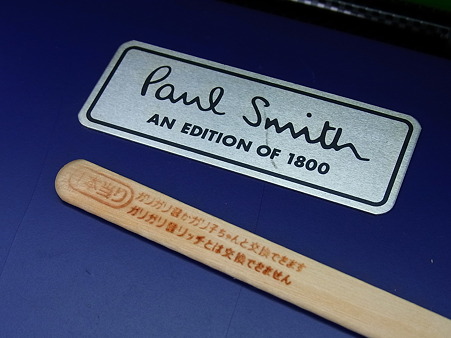 Paul Smith
AN EDITION OF 1800
1本当り
ガリガリ君かガリ子ちゃんと交換できます
ガリガリ君リッチとは交換できません